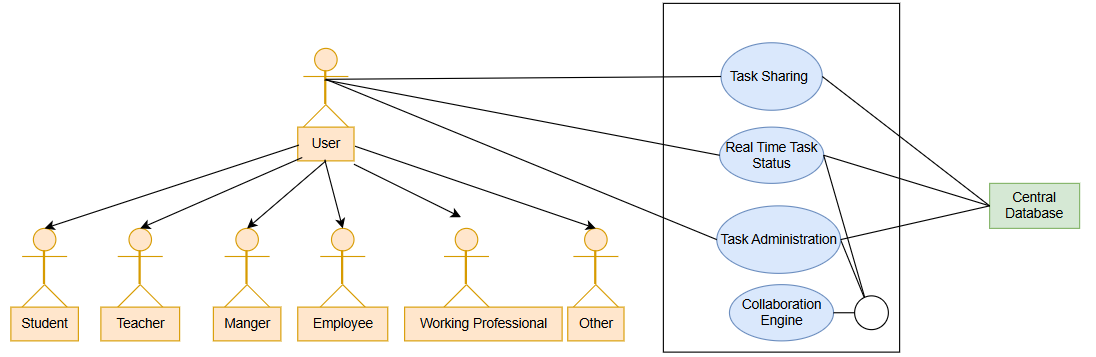 Task Sharing
User
Real Time Task
Status
Central
Database
Task Administration
Collaboration
Engine
Student
Teacher
Manger
Employee
Working Professional
Other